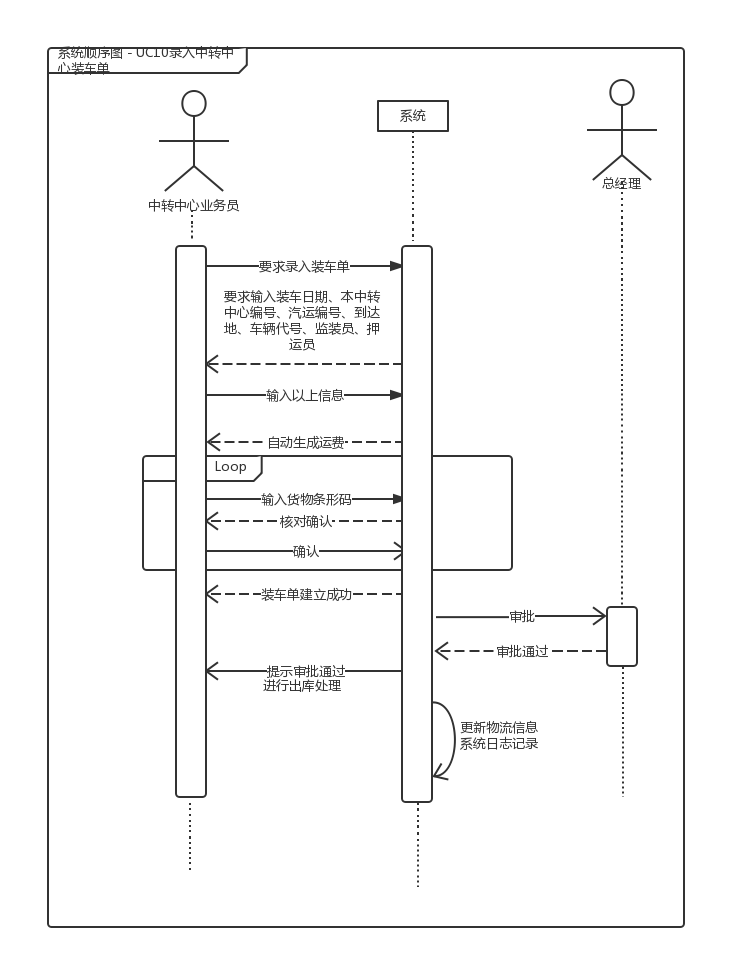 系统顺序图 - UC10录入中转中
心装车单
系统
总经理
中转中心业务员
要求录入装车单
要求输入装车日期、本中转
中心编号、汽运编号、到达
地、车辆代号、监装员、押
运员
输入以上信息
自动生成运费
Loop
输入货物条形码
核对确认
确认
装车单建立成功
审批
审批通过
提示审批通过
进行出库处理
更新物流信息
系统日志记录